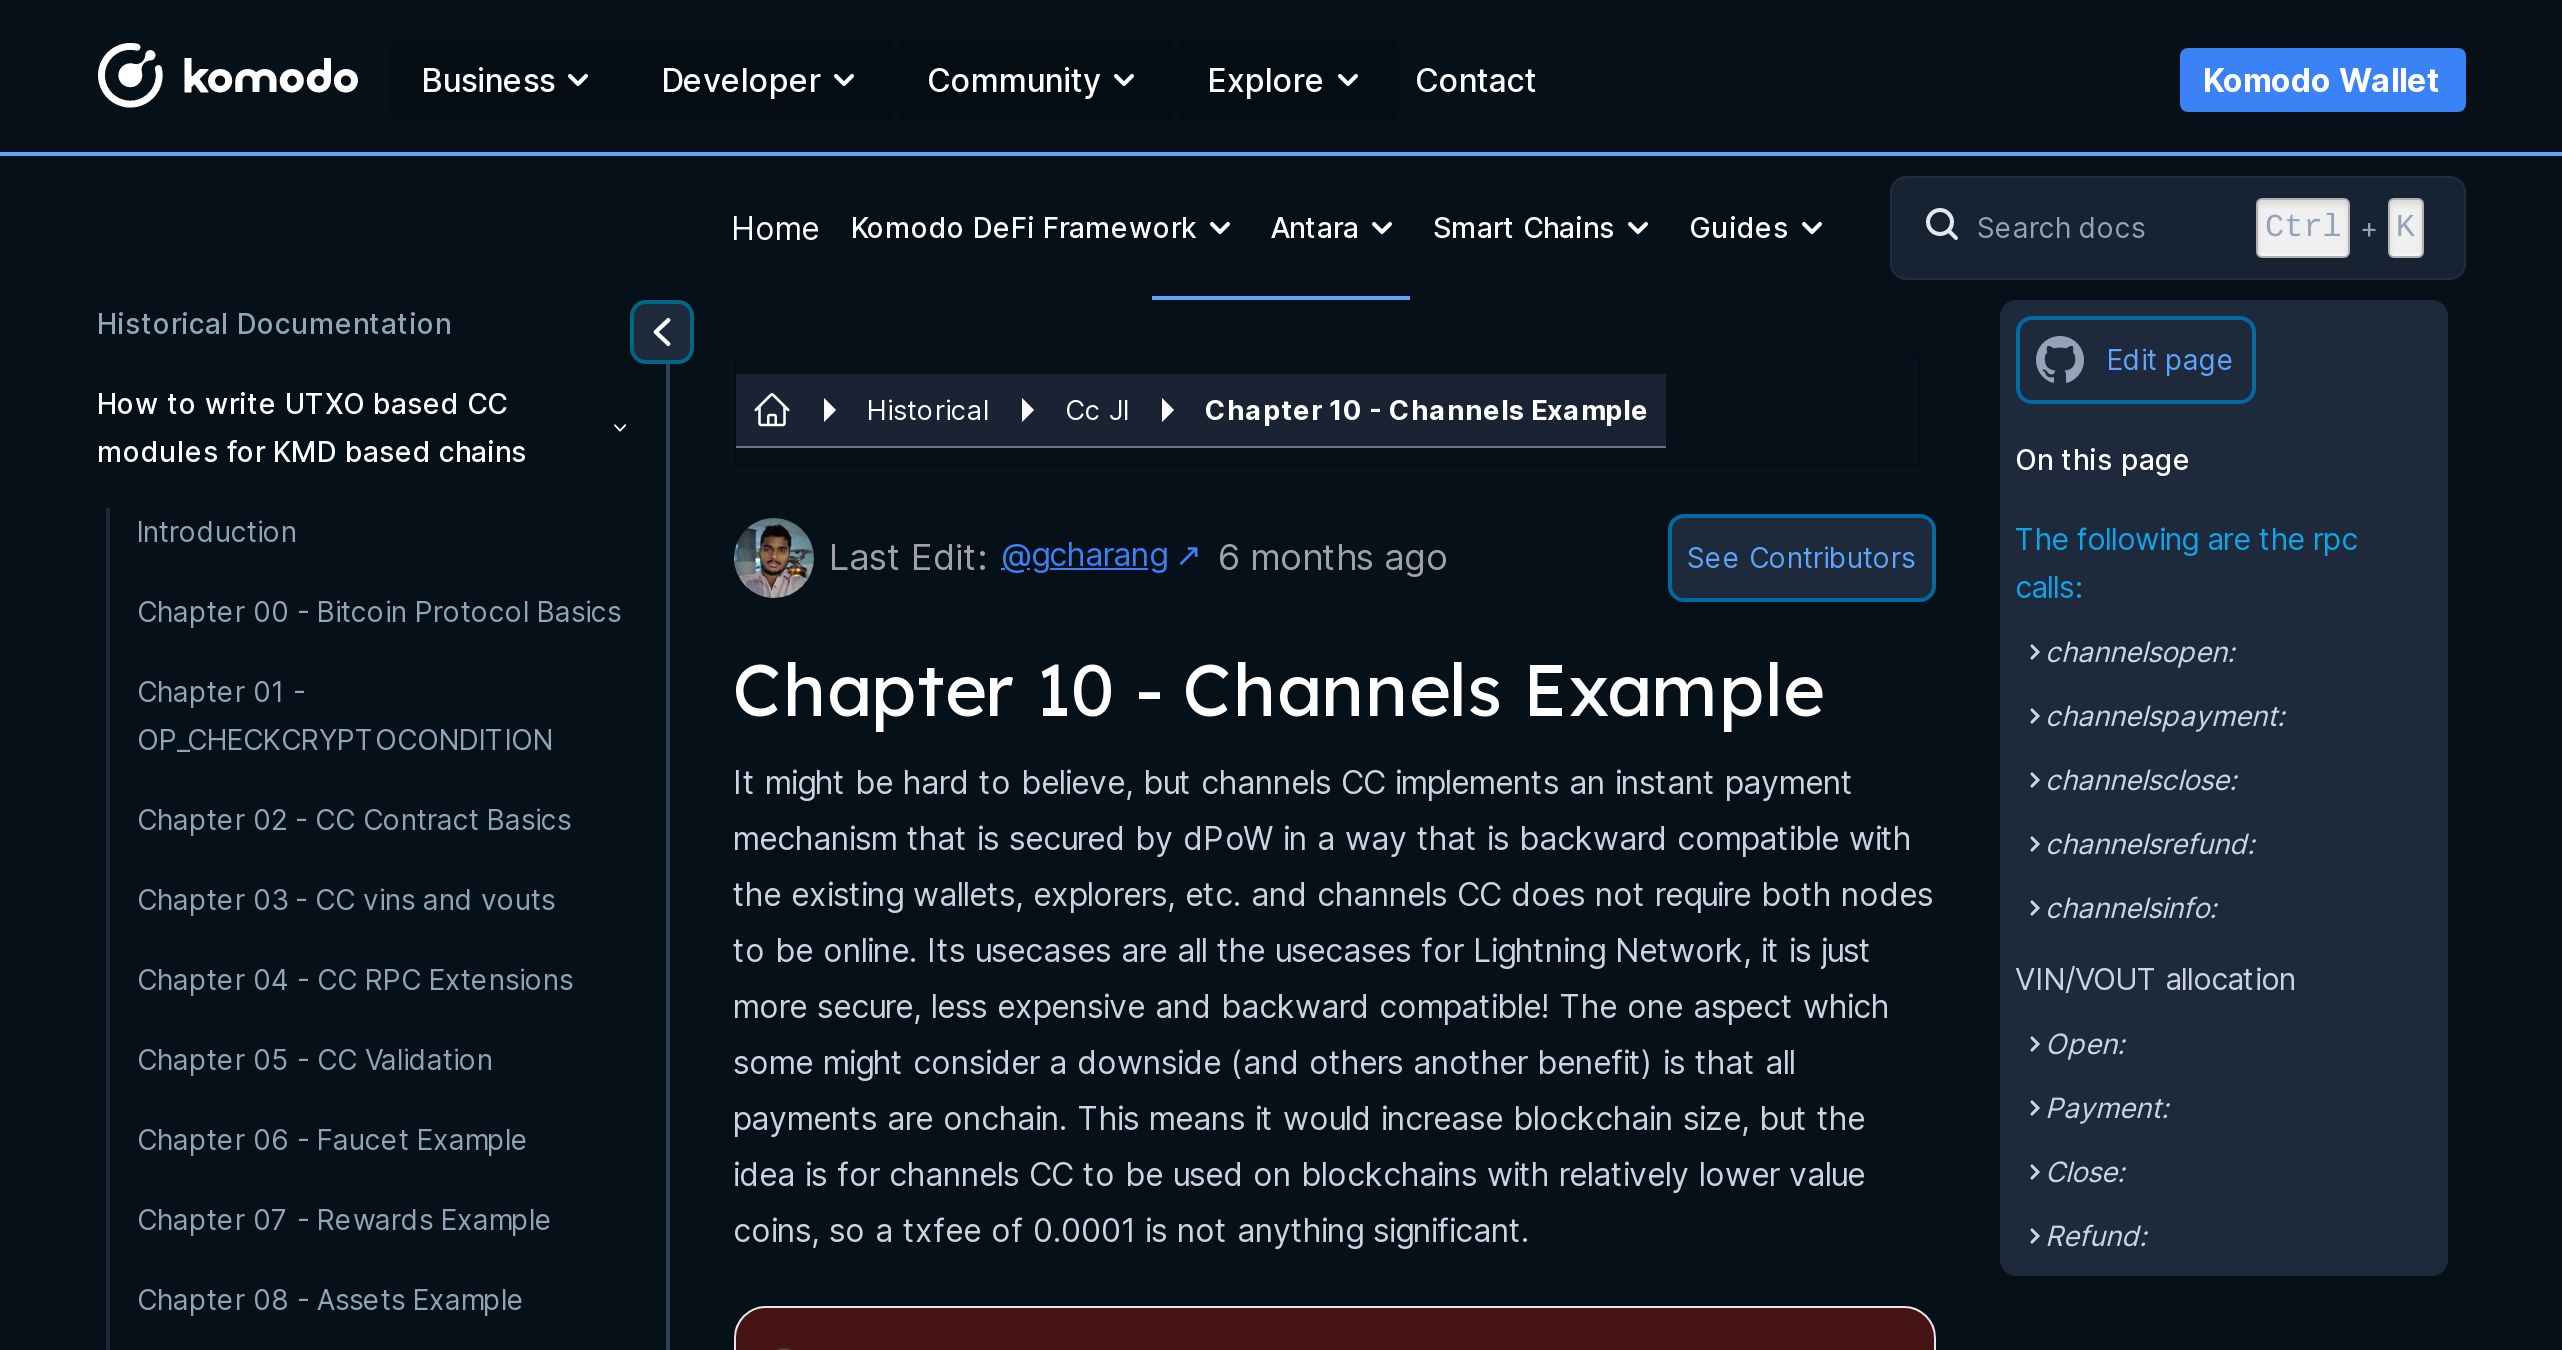 komodo
Business
Developer
Community
Explore
Contact
Komodo Wallet
Home
Komodo DeFi Framework
Antara
Smart Chains
Guides
Search docs
Ctrl + K
Historical Documentation
How to write UTXO based CC
modules for KMD based chains
Introduction
Chapter 00 - Bitcoin Protocol Basics
Chapter 01 -
OP_CHECKCRYPTOCONDITION
Chapter 02 - CC Contract Basics
Chapter 03 - CC vins and vouts
Chapter 04 - CC RPC Extensions
Chapter 05 - CC Validation
Chapter 06 - Faucet Example
Chapter 07 - Rewards Example
Chapter 08 - Assets Example
Historical
Cc Jl
Chapter 10 - Channels Example
Last Edit: @gcharang ↗ 6 months ago
See Contributors
Chapter 10 - Channels Example
It might be hard to believe, but channels CC implements an instant payment
mechanism that is secured by dPoW in a way that is backward compatible with
the existing wallets, explorers, etc. and channels CC does not require both nodes
to be online. Its usecases are all the usecases for Lightning Network, it is just
more secure, less expensive and backward compatible! The one aspect which
some might consider a downside (and others another benefit) is that all
payments are onchain. This means it would increase blockchain size, but the
idea is for channels CC to be used on blockchains with relatively lower value
coins, so a txfee of 0.0001 is not anything significant.
Edit page
On this page
The following are the rpc
calls:
channelsopen:
channelspayment:
channelsclose:
channelsrefund:
channelsinfo:
VIN/VOUT allocation
Open:
Payment:
Close:
Refund: